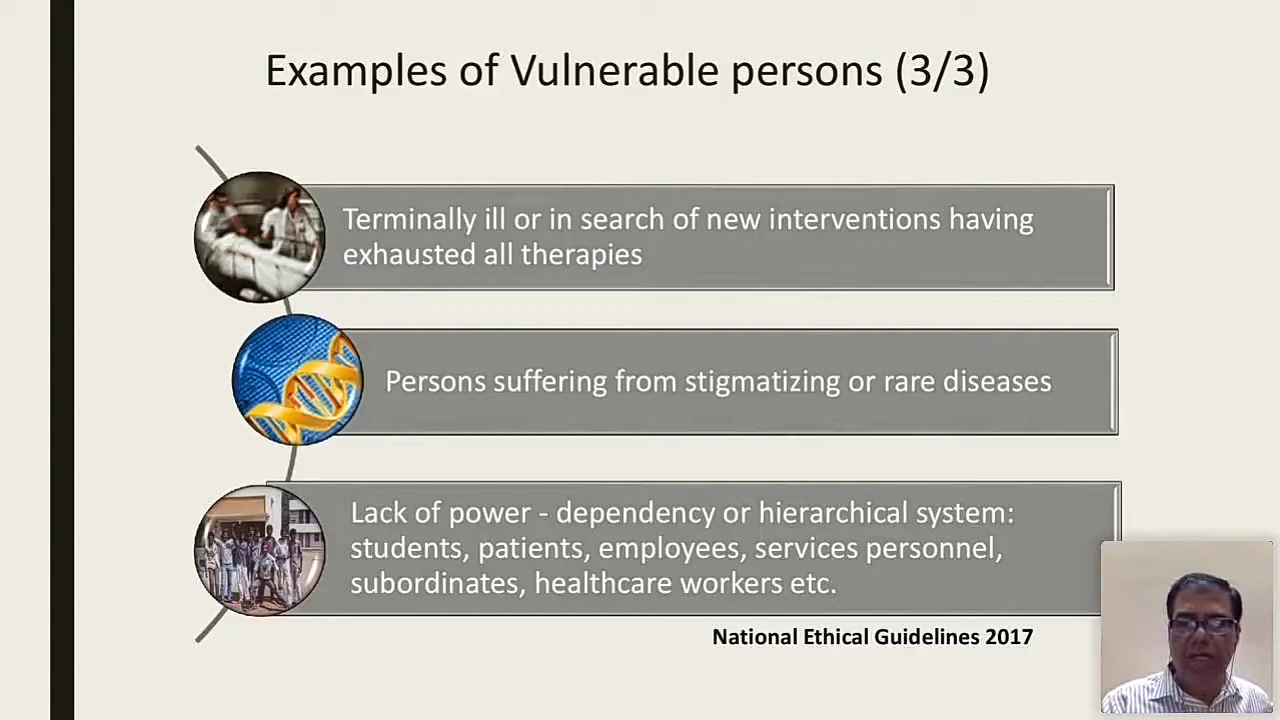 Examples of Vulnerable persons (3/3)
Terminally ill or in search of new interventions having
exhausted all therapies
Persons suffering from stigmatizing or rare diseases
Lack of power - dependency or hierarchical system:
students, patients, employees, services personnel,
subordinates, healthcare workers etc.
National Ethical Guidelines 2017